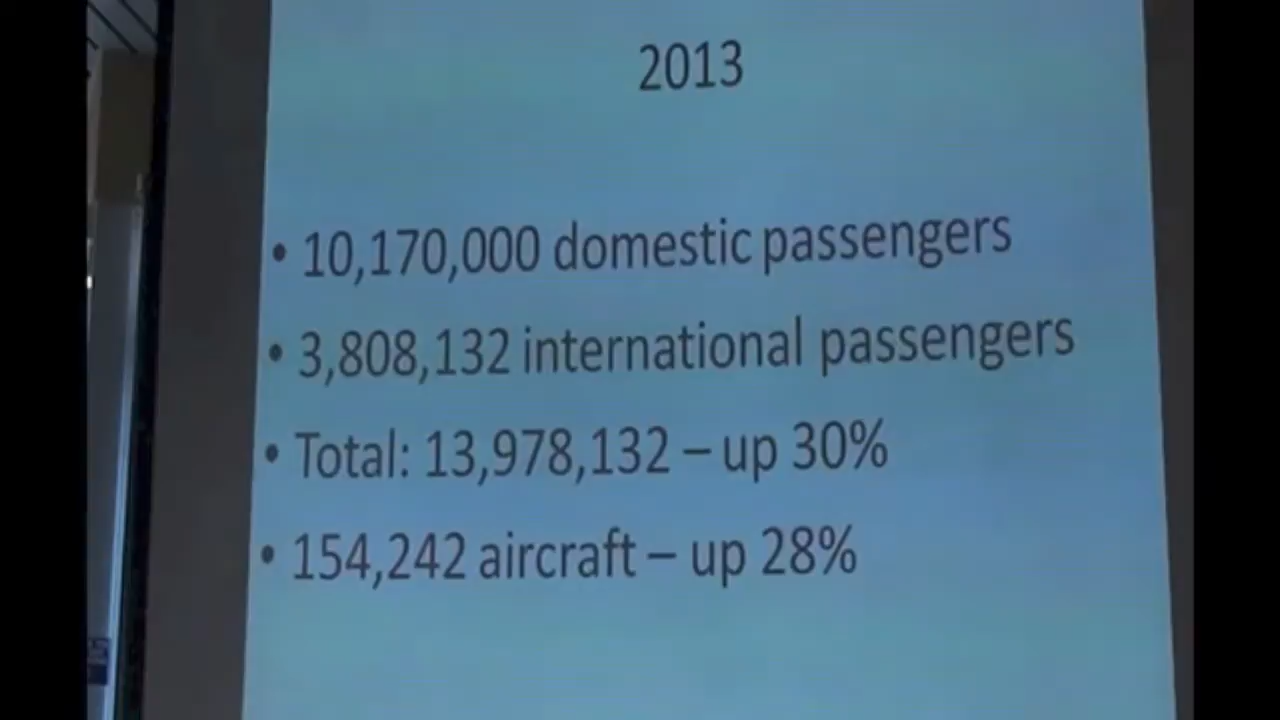 2013
• 10,170,000 domestic passengers
• 3,808,132 international passengers
• Total: 13,978,132 – up 30%
• 154,242 aircraft – up 28%